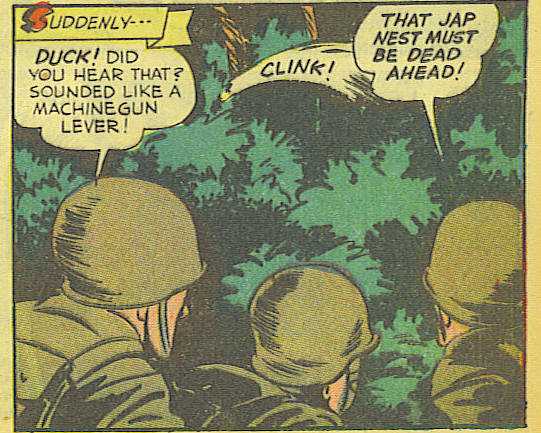 SUDDENLY---
DUCK! DID
YOU HEAR THAT?
SOUNDED LIKE A
MACHINEGUN
LEVER!
CLINK!
THAT JAP
NEST MUST
BE DEAD
AHEAD!